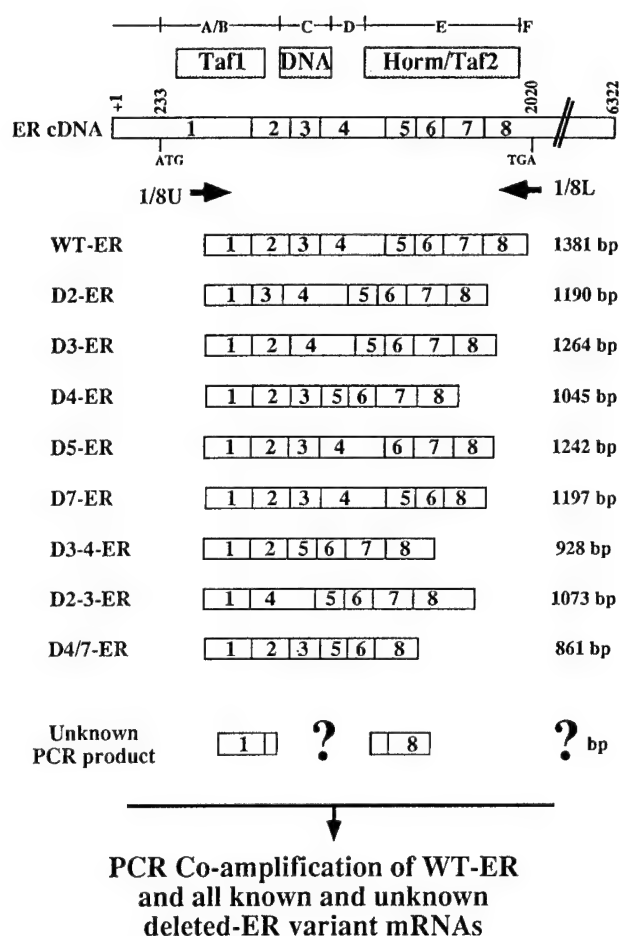 A/B C D E F
Taf1 DNA Horm/Taf2
+1 233 2020 6322
ER cDNA 1 2 3 4 5 6 7 8
ATG TGA
1/8U 1/8L
WT-ER 1 2 3 4 5 6 7 8 1381 bp
D2-ER 1 3 4 5 6 7 8 1190 bp
D3-ER 1 2 4 5 6 7 8 1264 bp
D4-ER 1 2 3 5 6 7 8 1045 bp
D5-ER 1 2 3 4 6 7 8 1242 bp
D7-ER 1 2 3 4 5 6 8 1197 bp
D3-4-ER 1 2 5 6 7 8 928 bp
D2-3-ER 1 4 5 6 7 8 1073 bp
D4/7-ER 1 2 3 5 6 8 861 bp
Unknown
PCR product 1 ? 8 ? bp
PCR Co-amplification of WT-ER
and all known and unknown
deleted-ER variant mRNAs